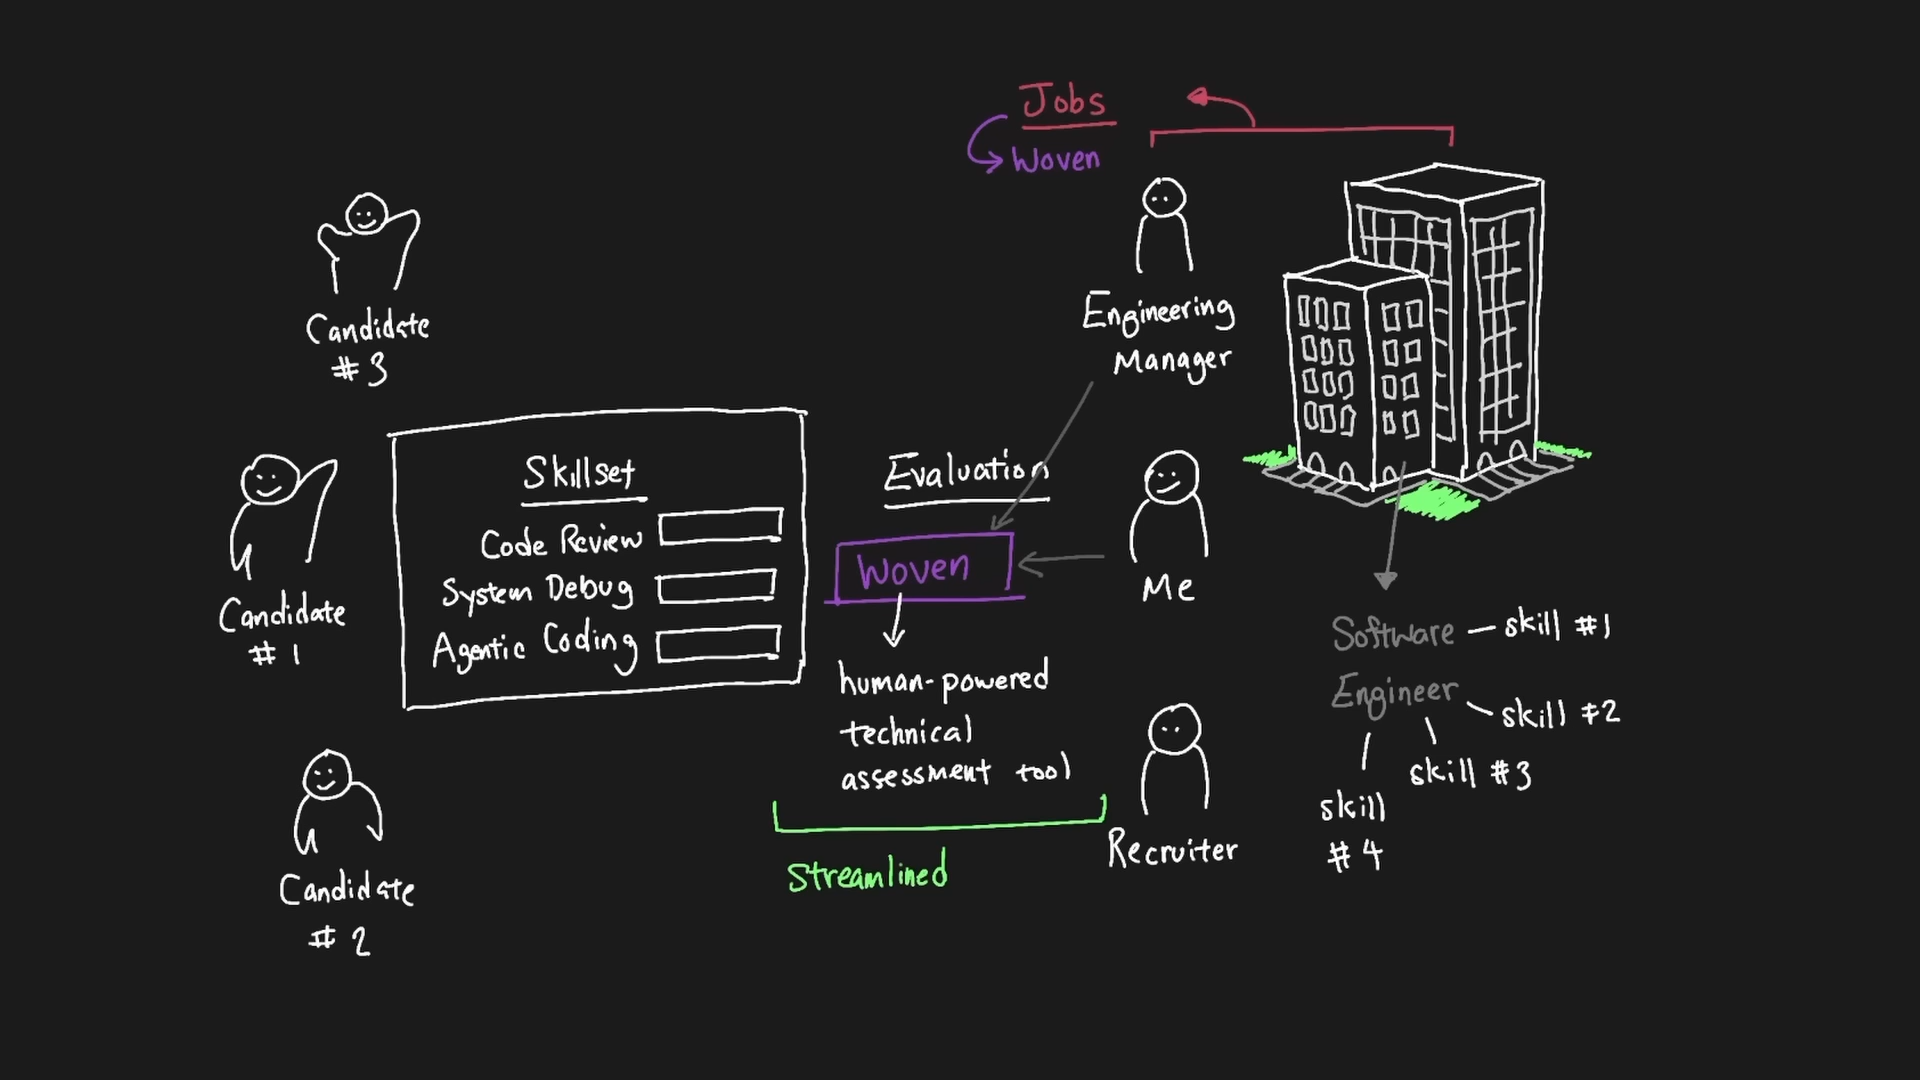 Jobs
Woven
Candidate
#3
Engineering
Manager
Skillset
Code Review
System Debug
Agentic Coding
Evaluation
Woven
human-powered
technical
assessment tool
Streamlined
Candidate
#1
Me
Candidate
#2
Recruiter
Software
Engineer
skill #1
skill #2
skill #3
skill
#4